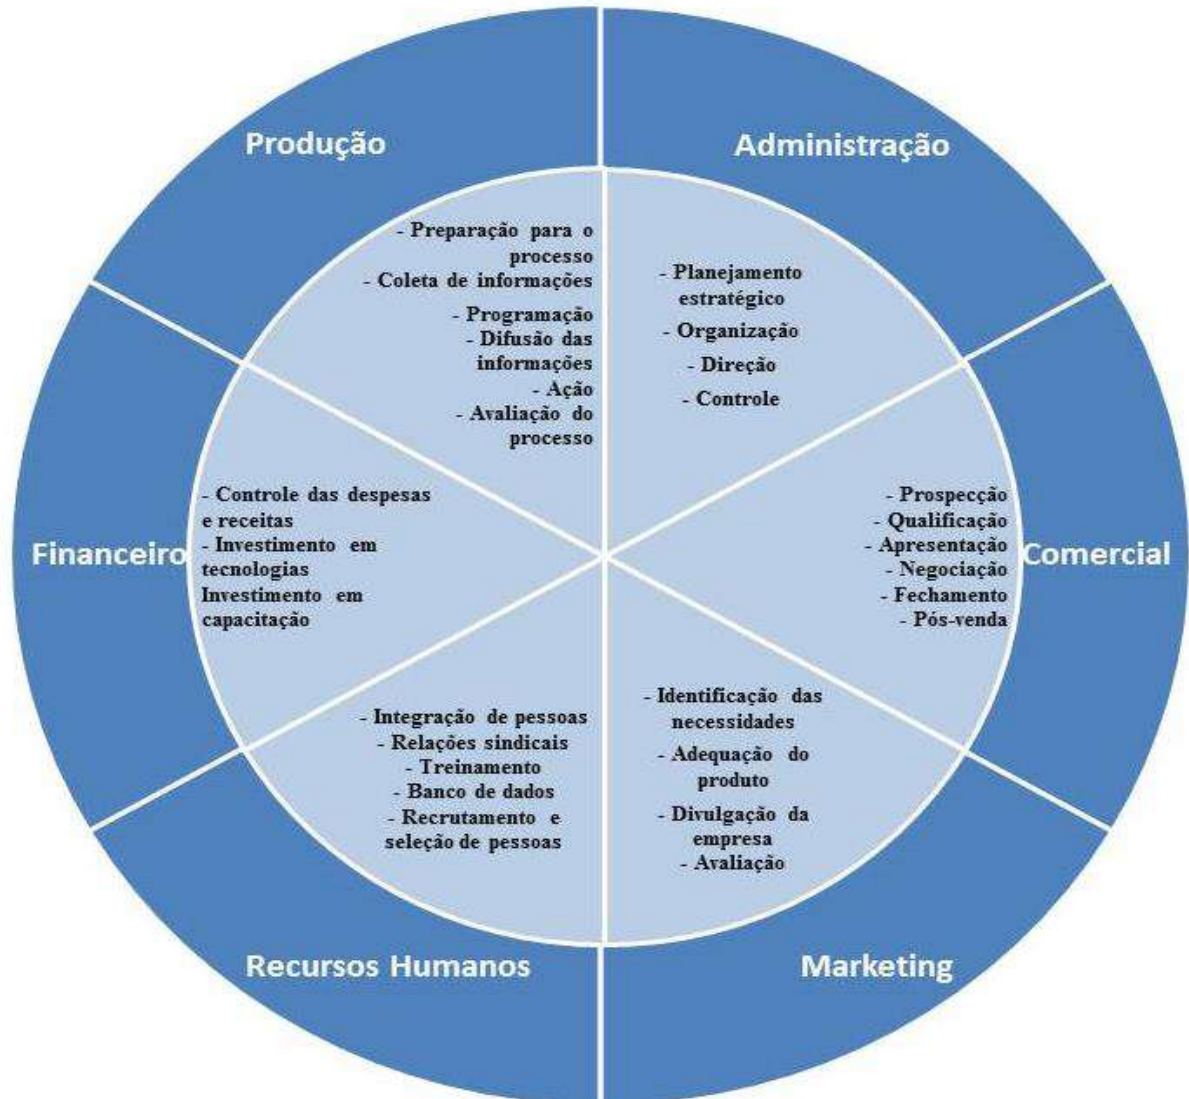 Produção
- Preparação para o
processo
- Coleta de informações
- Programação
- Difusão das
informações
- Ação
- Avaliação do
processo
Administração
- Planejamento
estratégico
- Organização
- Direção
- Controle
Financeiro
- Controle das despesas
e receitas
- Investimento em
tecnologias
Investimento em
capacitação
Comercial
- Prospecção
- Qualificação
- Apresentação
- Negociação
- Fechamento
- Pós-venda
Recursos Humanos
- Integração de pessoas
- Relações sindicais
- Treinamento
- Banco de dados
- Recrutamento e
seleção de pessoas
Marketing
- Identificação das
necessidades
- Adequação do
produto
- Divulgação da
empresa
- Avaliação